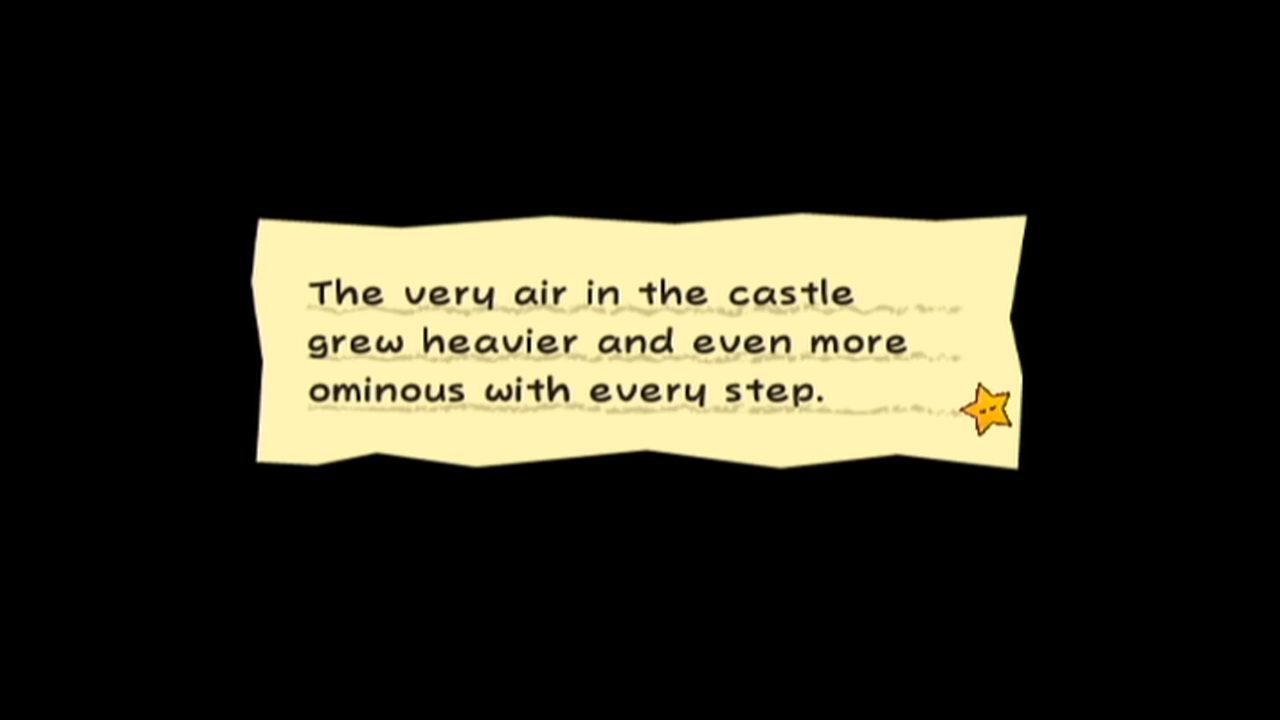 The very air in the castle
grew heavier and even more
ominous with every step.